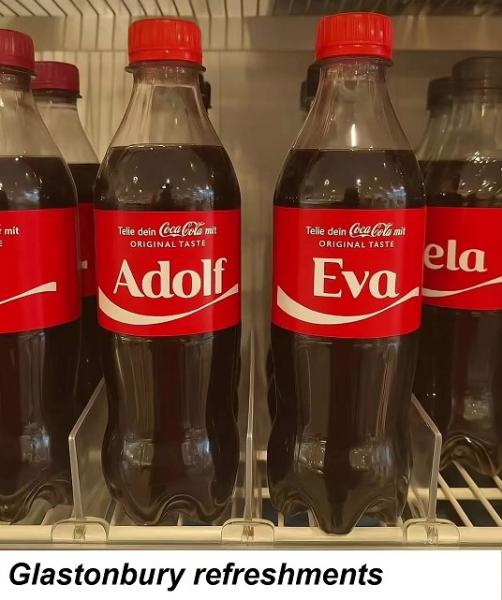 mit
Teile dein Coca-Cola mit
ORIGINAL TASTE
Adolf
Teile dein Coca-Cola mit
ORIGINAL TASTE
Eva
ela
Glastonbury refreshments